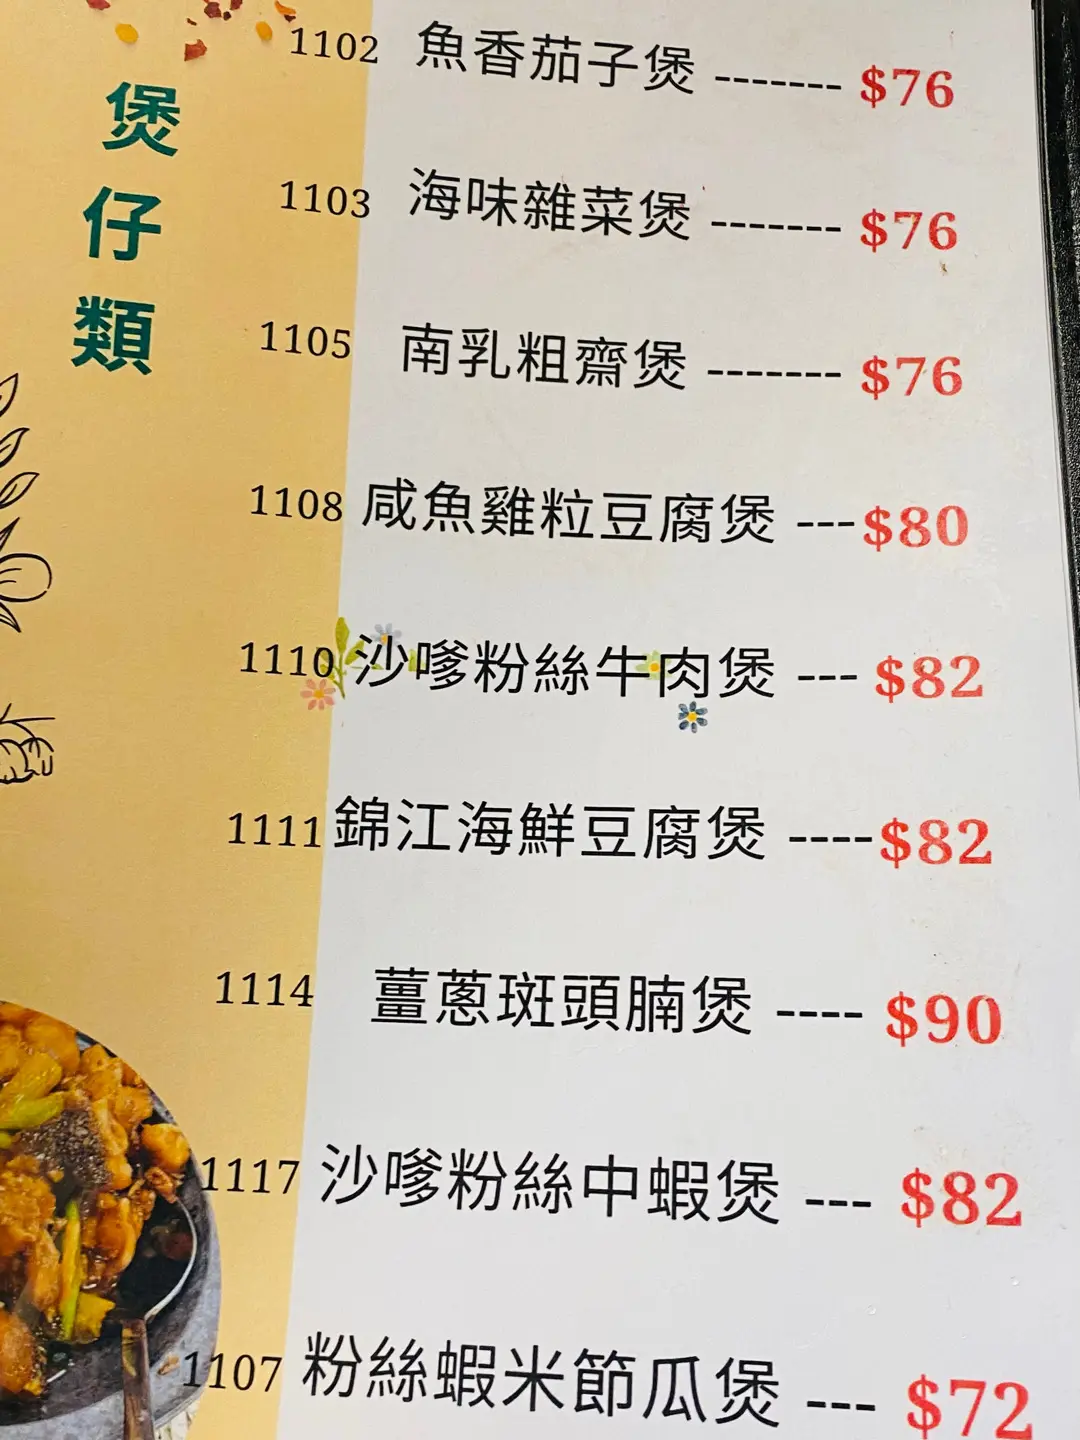 煲仔類
1102 魚香茄子煲 ------- $76
1103 海味雜菜煲 ------- $76
1105 南乳粗齋煲 ------- $76
1108 咸魚雞粒豆腐煲 --- $80
1110 沙嗲粉絲牛肉煲 --- $82
1111 錦江海鮮豆腐煲 ---- $82
1114 薑蔥斑頭腩煲 ---- $90
1117 沙嗲粉絲中蝦煲 --- $82
1107 粉絲蝦米節瓜煲 --- $72